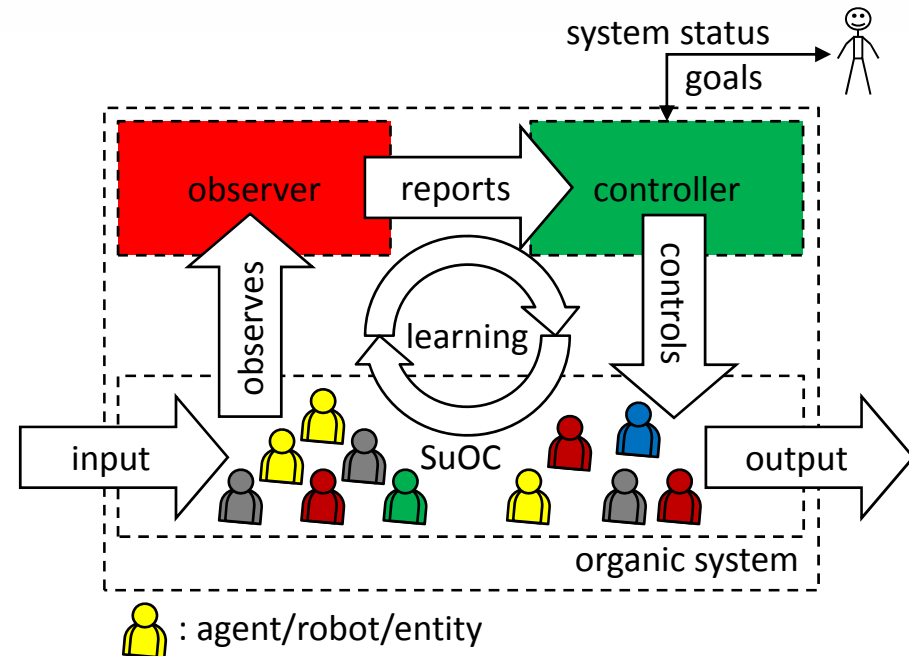 system status
goals
observer
reports
controller
observes
learning
controls
input
SuOC
output
organic system
: agent/robot/entity